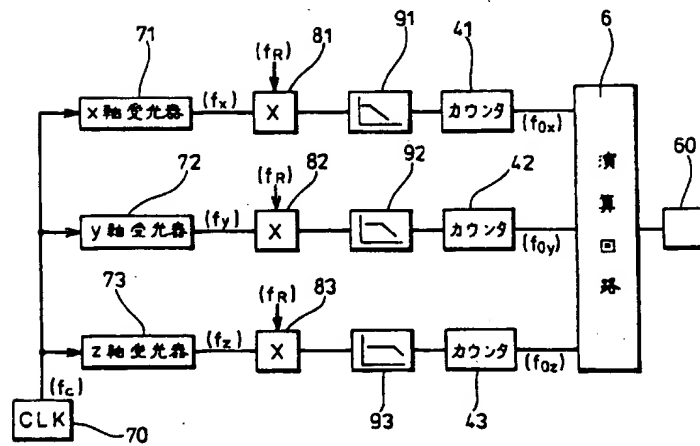 71
(fR)
81
91
41
6
x軸受光器
(fx)
X
カウンタ
(f0x)
60
72
(fR)
82
92
42
演算回路
y軸受光器
(fy)
X
カウンタ
(f0y)
73
(fR)
83
z軸受光器
(fz)
X
カウンタ
(f0z)
(fc)
93
43
CLK
70